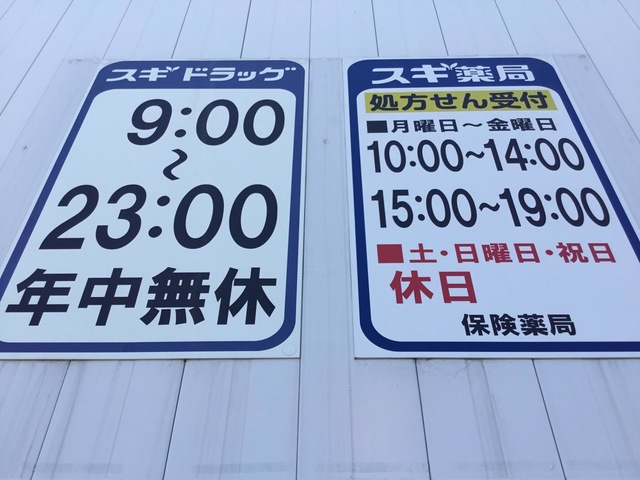 スギドラッグ
9:00
〜
23:00
年中無休
スギ薬局
処方せん受付
■月曜日〜金曜日
10:00〜14:00
15:00〜19:00
■土・日曜日・祝日
休日
保険薬局